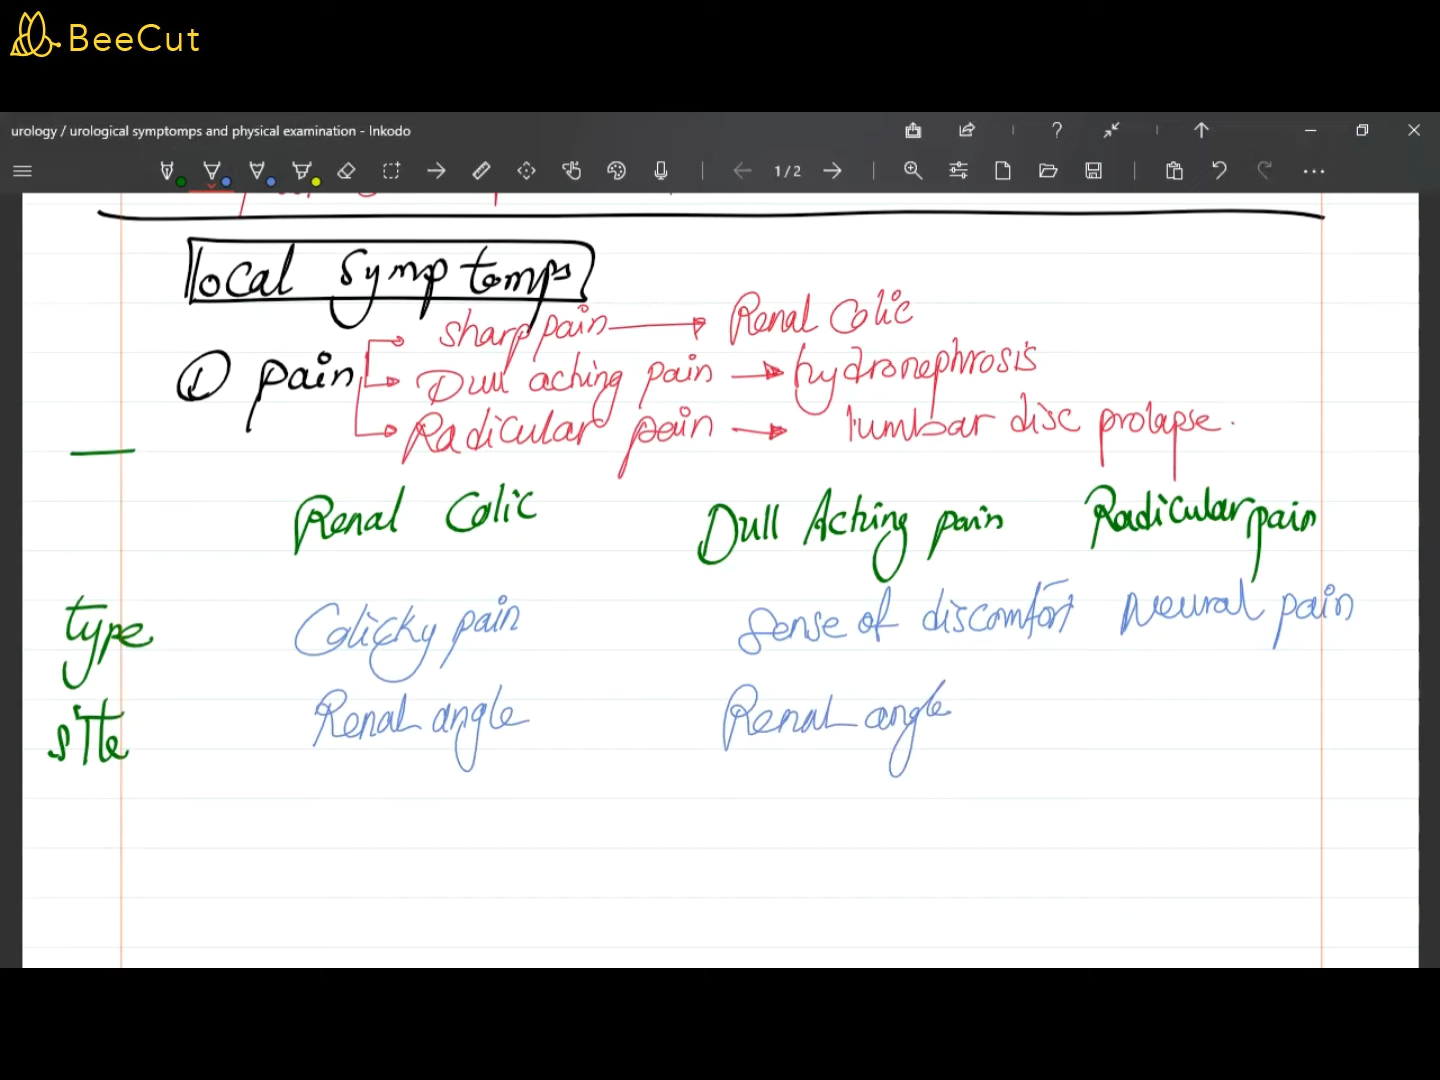 BeeCut
urology / urological symptomps and physical examination - Inkodo
1/2
local symptomps
sharp pain → Renal Colic
① pain
Dull aching pain → hydronephrosis
Radicular pain → lumbar disc prolapse.
Renal Colic Dull Aching pain Radicular pain
type Colicky pain Sense of discomfort Neural pain
site Renal angle Renal angle